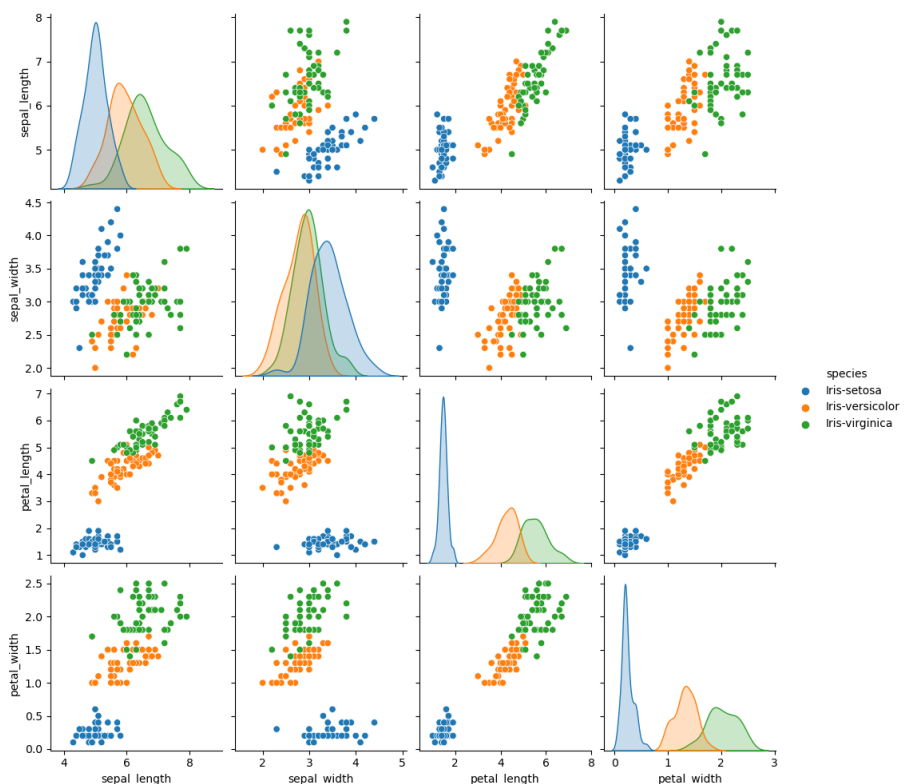 8
7
6
5
sepal_length
4.5
4.0
3.5
3.0
2.5
2.0
sepal_width
7
6
5
4
3
2
1
petal_length
2.5
2.0
1.5
1.0
0.5
0.0
petal_width
4 6 8
sepal_length
2 3 4 5
sepal_width
2 4 6 8
petal_length
0 1 2 3
petal_width
species
Iris-setosa
Iris-versicolor
Iris-virginica